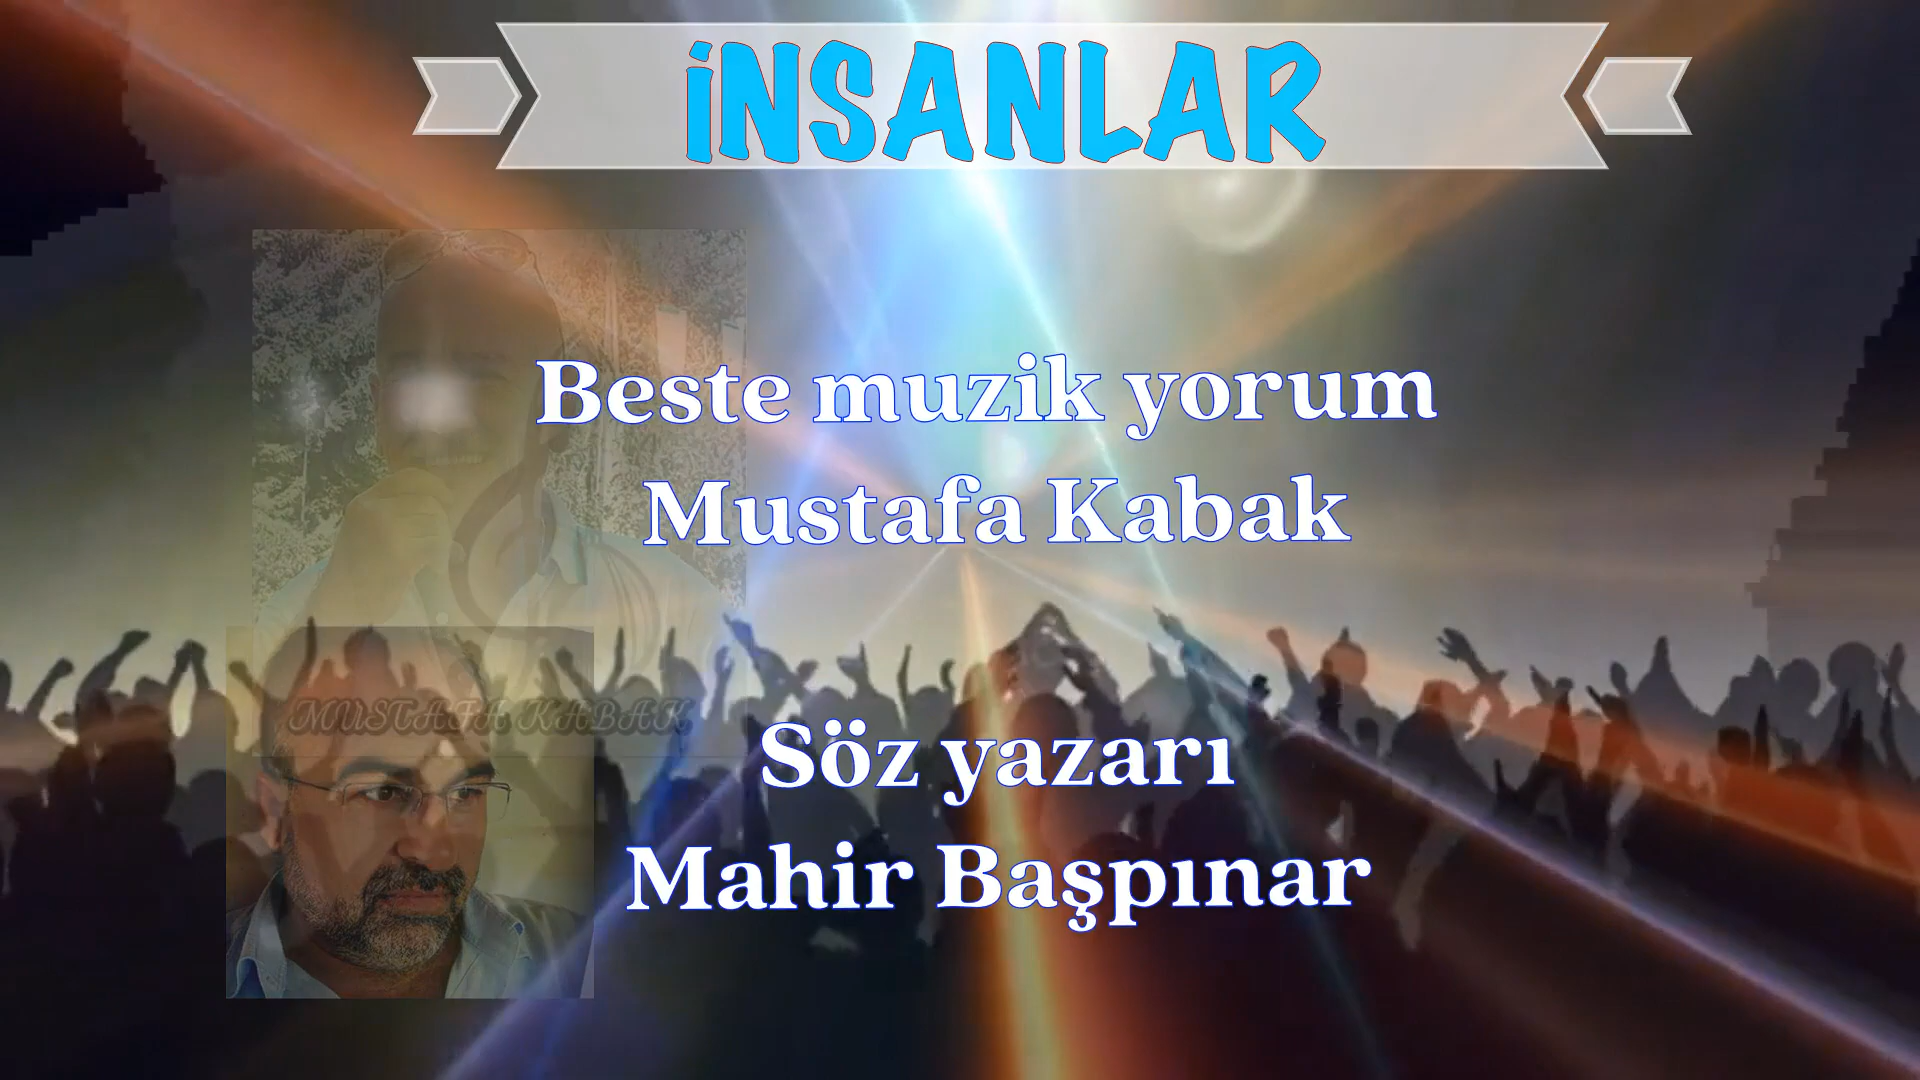 İNSANLAR
Beste muzik yorum
Mustafa Kabak
MUSTAFA KABAK
Söz yazarı
Mahir Başpınar